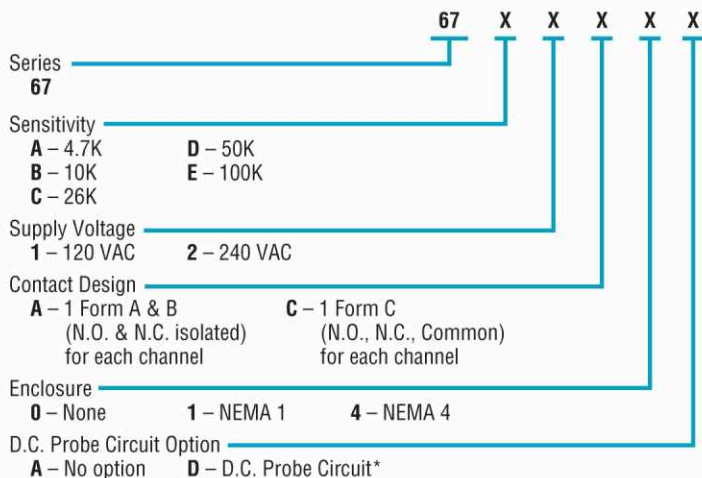 67 X X X X X
Series
67
Sensitivity
A – 4.7K D – 50K
B – 10K E – 100K
C – 26K
Supply Voltage
1 – 120 VAC 2 – 240 VAC
Contact Design
A – 1 Form A & B C – 1 Form C
(N.O. & N.C. isolated) (N.O., N.C., Common)
for each channel for each channel
Enclosure
0 – None 1 – NEMA 1 4 – NEMA 4
D.C. Probe Circuit Option
A – No option D – D.C. Probe Circuit*